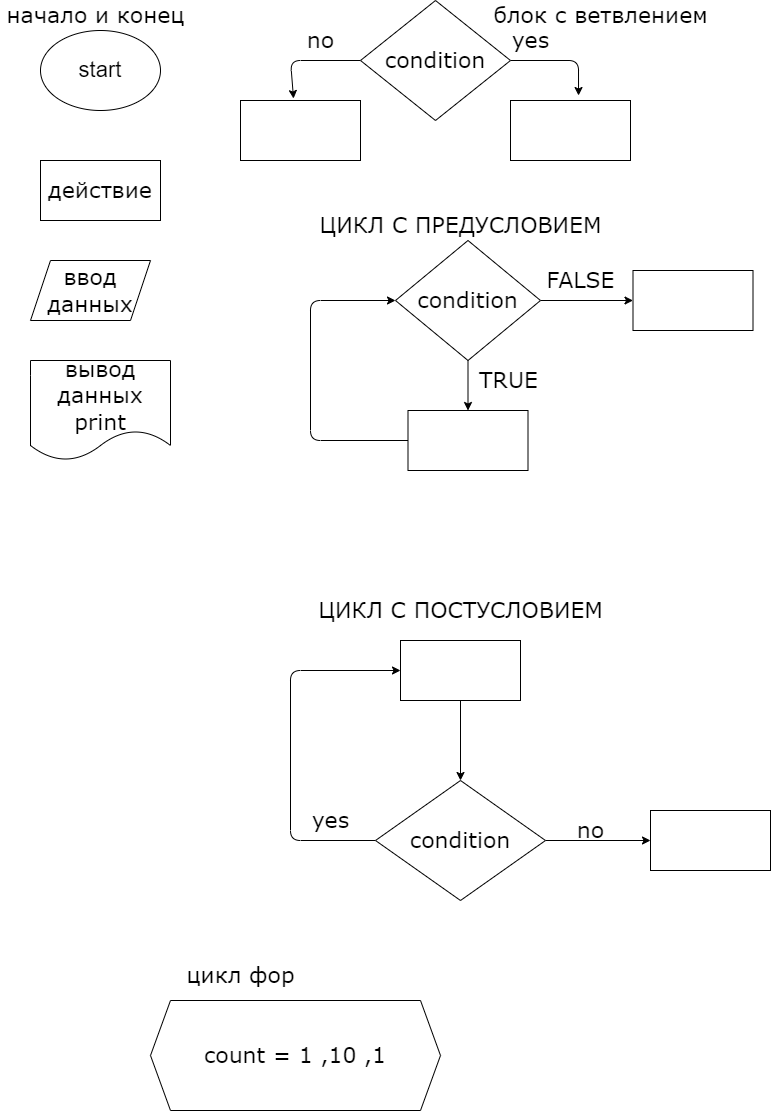 начало и конец
start
блок с ветвлением
no
condition
yes
действие
ввод
данных
вывод
данных
print
ЦИКЛ С ПРЕДУСЛОВИЕМ
condition
FALSE
TRUE
ЦИКЛ С ПОСТУСЛОВИЕМ
yes
condition
no
цикл фор
count = 1 ,10 ,1